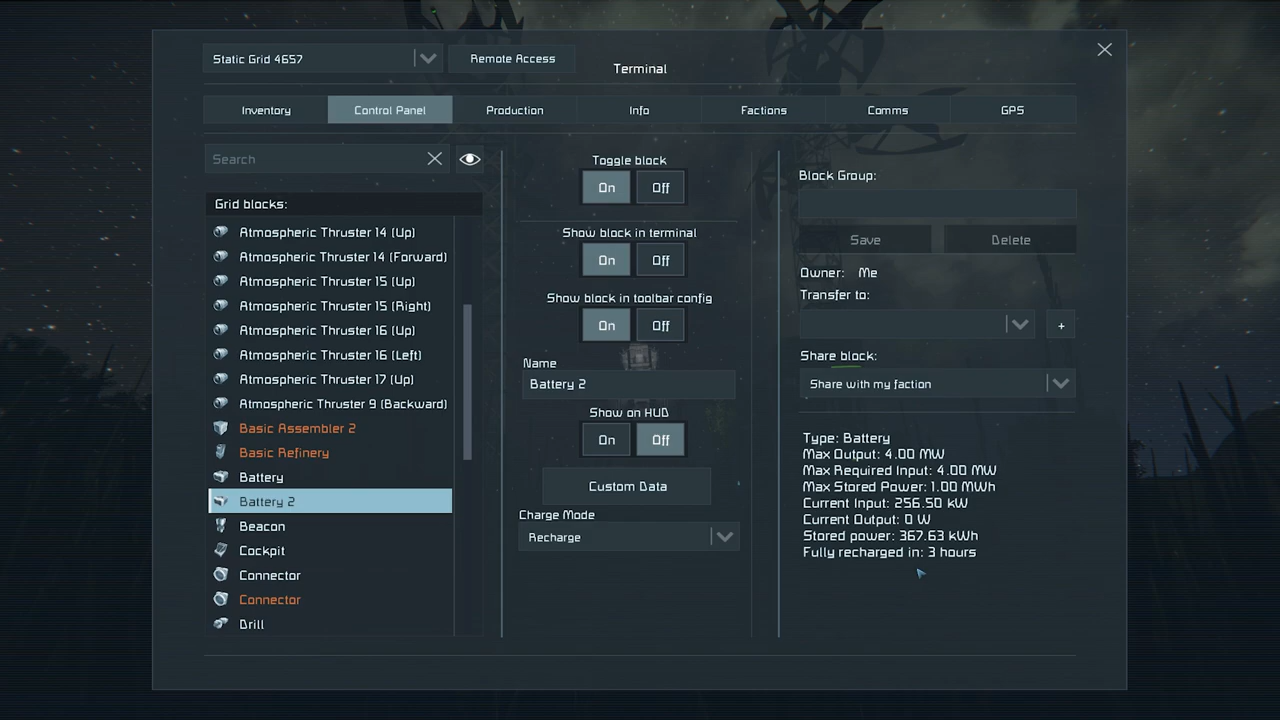 Static Grid 4657
Remote Access
Terminal
Inventory
Control Panel
Production
Info
Factions
Comms
GPS
Search
Grid blocks:
Atmospheric Thruster 14 (Up)
Atmospheric Thruster 14 (Forward)
Atmospheric Thruster 15 (Up)
Atmospheric Thruster 15 (Right)
Atmospheric Thruster 16 (Up)
Atmospheric Thruster 16 (Left)
Atmospheric Thruster 17 (Up)
Atmospheric Thruster 9 (Backward)
Basic Assembler 2
Basic Refinery
Battery
Battery 2
Beacon
Cockpit
Connector
Connector
Drill
Toggle block
On Off
Show block in terminal
On Off
Show block in toolbar config
On Off
Name
Battery 2
Show on HUD
On Off
Custom Data
Charge Mode
Recharge
Block Group:
Save Delete
Owner: Me
Transfer to:
+
Share block:
Share with my faction
Type: Battery
Max Output: 4.00 MW
Max Required Input: 4.00 MW
Max Stored Power: 1.00 MWh
Current Input: 256.50 kW
Current Output: 0 W
Stored power: 367.63 kWh
Fully recharged in: 3 hours